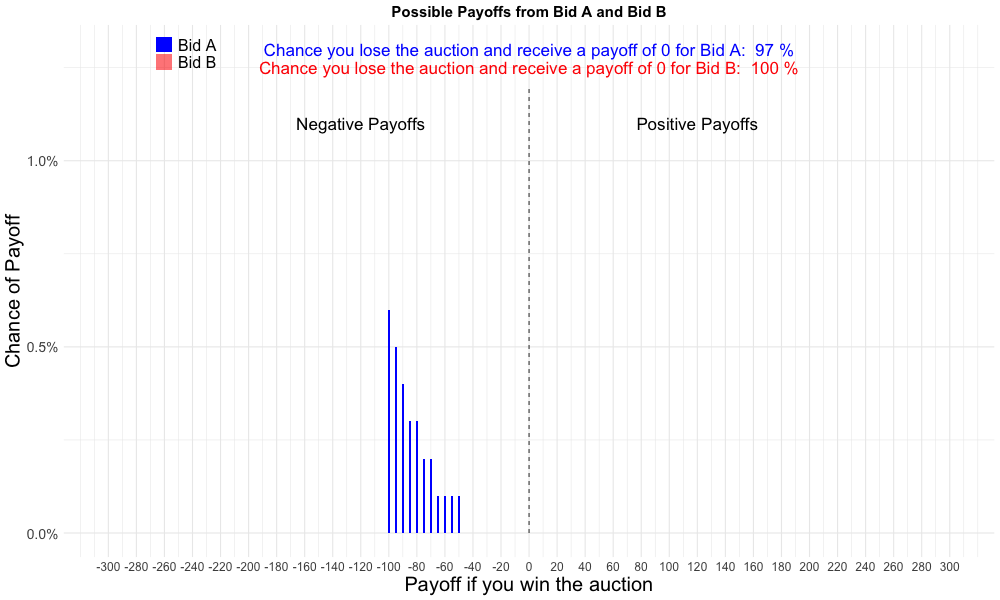 Possible Payoffs from Bid A and Bid B
Bid A
Bid B
Chance you lose the auction and receive a payoff of 0 for Bid A:  97 %
Chance you lose the auction and receive a payoff of 0 for Bid B:  100 %
Negative Payoffs
Positive Payoffs
Chance of Payoff
1.0%
0.5%
0.0%
-300 -280 -260 -240 -220 -200 -180 -160 -140 -120 -100 -80 -60 -40 -20 0 20 40 60 80 100 120 140 160 180 200 220 240 260 280 300
Payoff if you win the auction